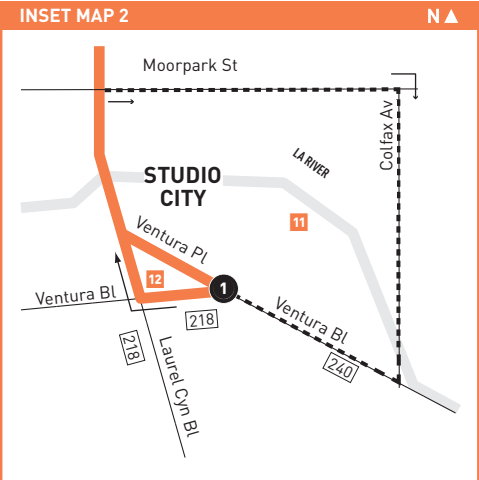 INSET MAP 2
N
Moorpark St
Colfax Av
LA RIVER
STUDIO
CITY
11
Ventura Pl
12
1
Ventura Bl
218
Ventura Bl
218
240
Laurel Cyn Bl